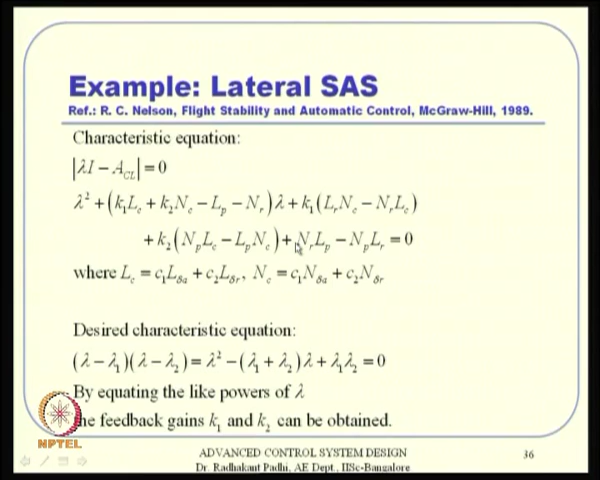 Example: Lateral SAS
Ref.: R. C. Nelson, Flight Stability and Automatic Control, McGraw-Hill, 1989.
Characteristic equation:
|λI − A_CL| = 0
λ² + (k₁L_c + k₂N_c − L_p − N_r)λ + k₁(L_rN_c − N_rL_c)
+ k₂(N_pL_c − L_pN_c) + N_rL_p − N_pL_r = 0
where L_c = c₁L_δa + c₂L_δr, N_c = c₁N_δa + c₂N_δr
Desired characteristic equation:
(λ − λ₁)(λ − λ₂) = λ² − (λ₁ + λ₂)λ + λ₁λ₂ = 0
By equating the like powers of λ
the feedback gains k₁ and k₂ can be obtained.
NPTEL
ADVANCED CONTROL SYSTEM DESIGN
Dr. Radhakant Padhi, AE Dept., IISc-Bangalore
36